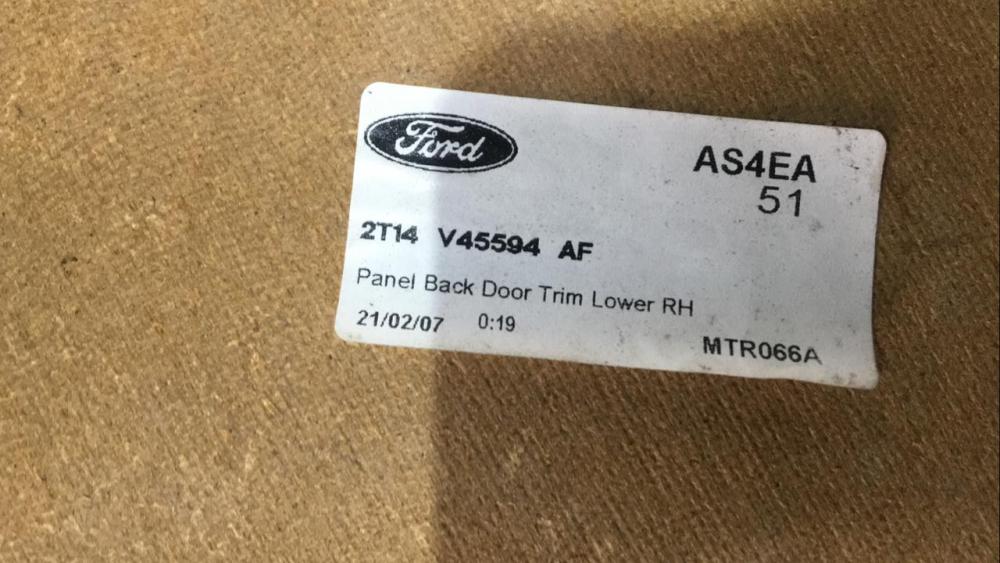 Ford
AS4EA
51
2T14 V45594 AF
Panel Back Door Trim Lower RH
21/02/07 0:19
MTR066A